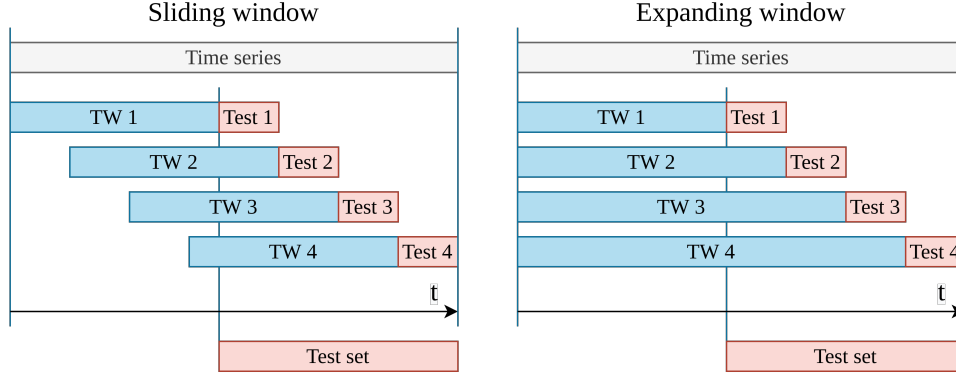 Sliding window
Time series
TW 1 Test 1
TW 2 Test 2
TW 3 Test 3
TW 4 Test 4
t
Test set
Expanding window
Time series
TW 1 Test 1
TW 2 Test 2
TW 3 Test 3
TW 4 Test 4
t
Test set